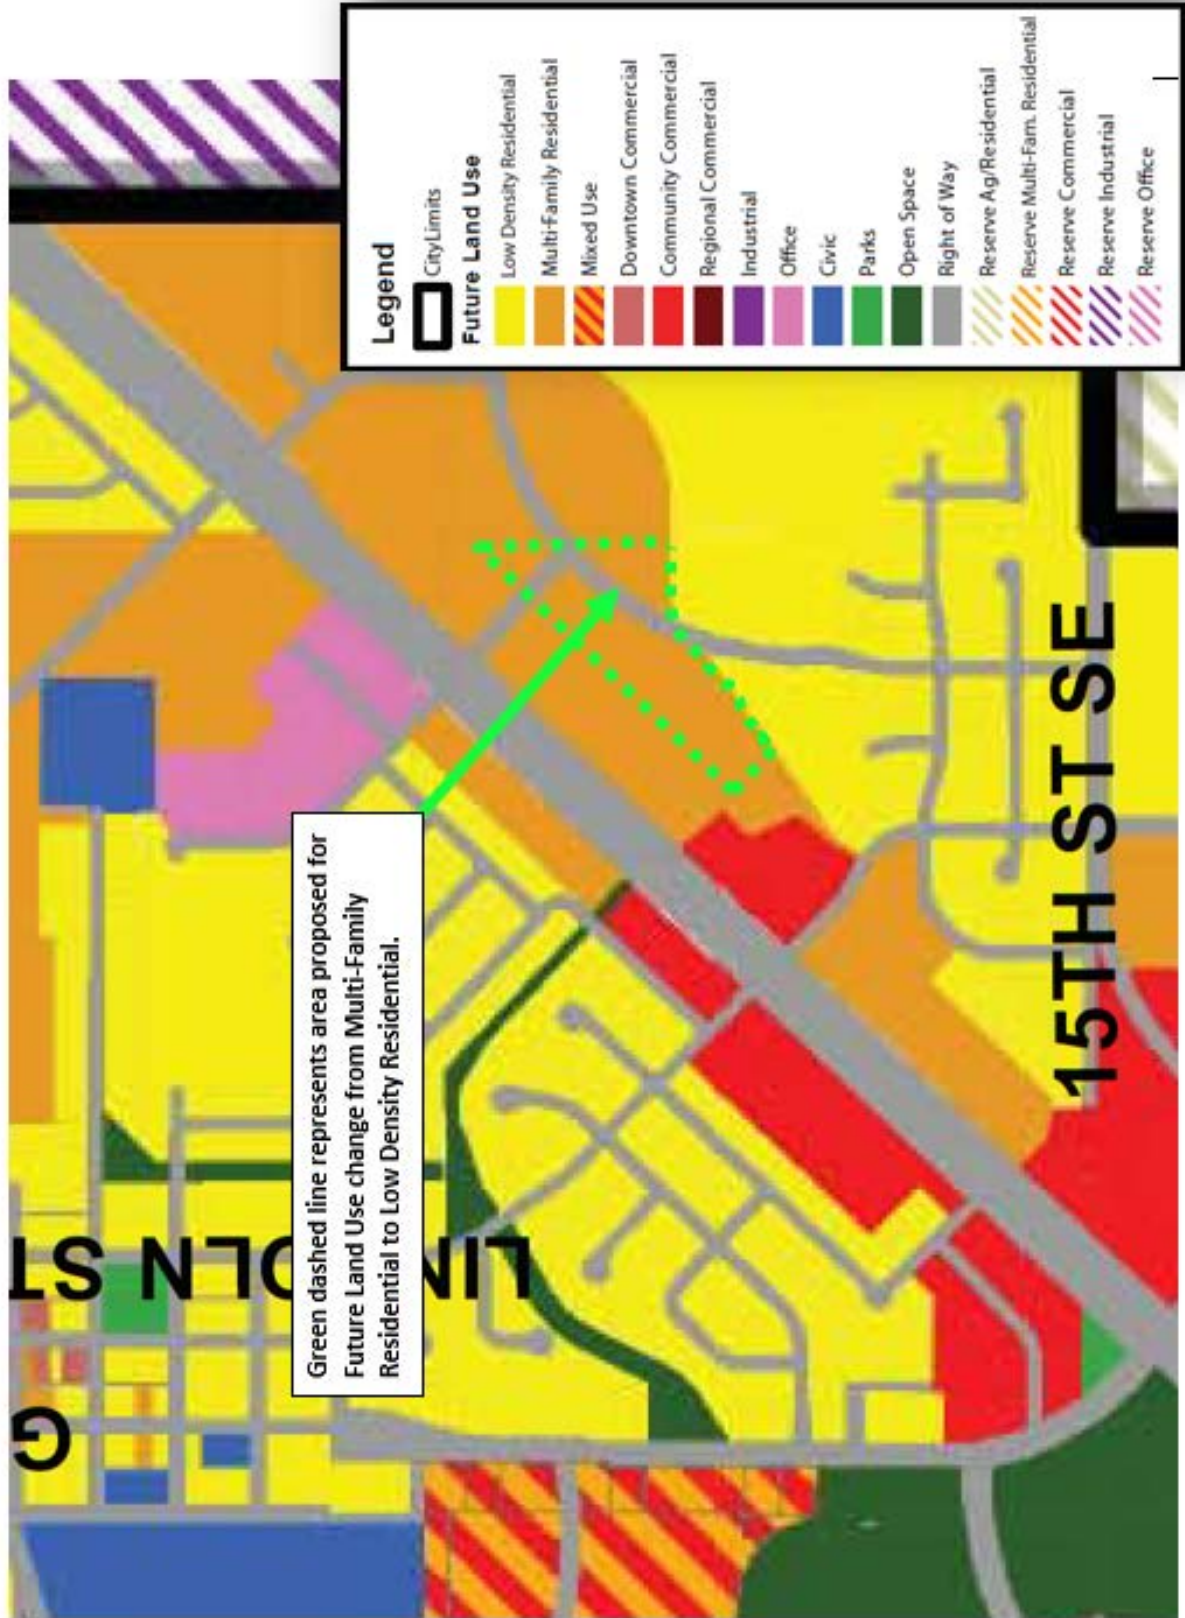 Legend
CityLimits
Future Land Use
Low Density Residential
Multi-Family Residential
Mixed Use
Downtown Commercial
Community Commercial
Regional Commercial
Industrial
Office
Civic
Parks
Open Space
Right of Way
Reserve Ag/Residential
Reserve Multi-Fam. Residential
Reserve Commercial
Reserve Industrial
Reserve Office
Green dashed line represents area proposed for
Future Land Use change from Multi-Family
Residential to Low Density Residential.
LIN OLN ST
15TH ST SE
G